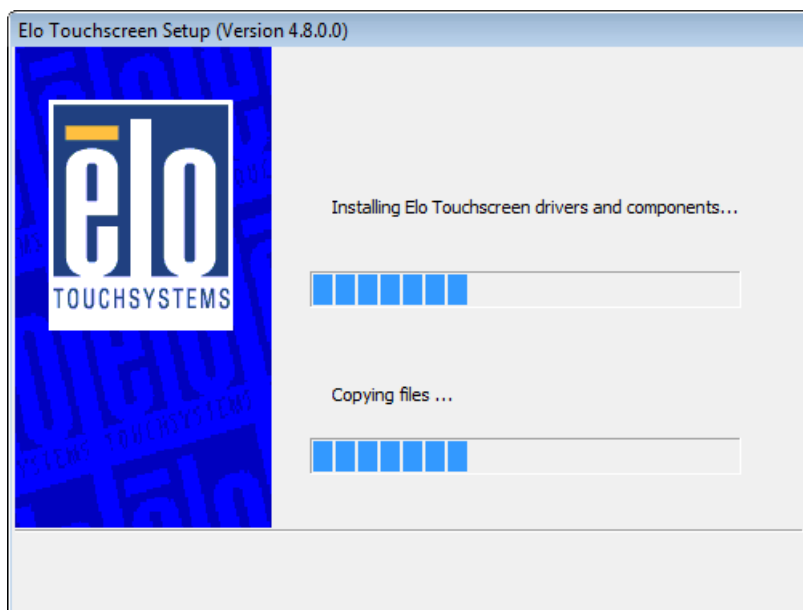 Elo Touchscreen Setup (Version 4.8.0.0)
ēlo
TOUCHSYSTEMS
Installing Elo Touchscreen drivers and components...
Copying files ...